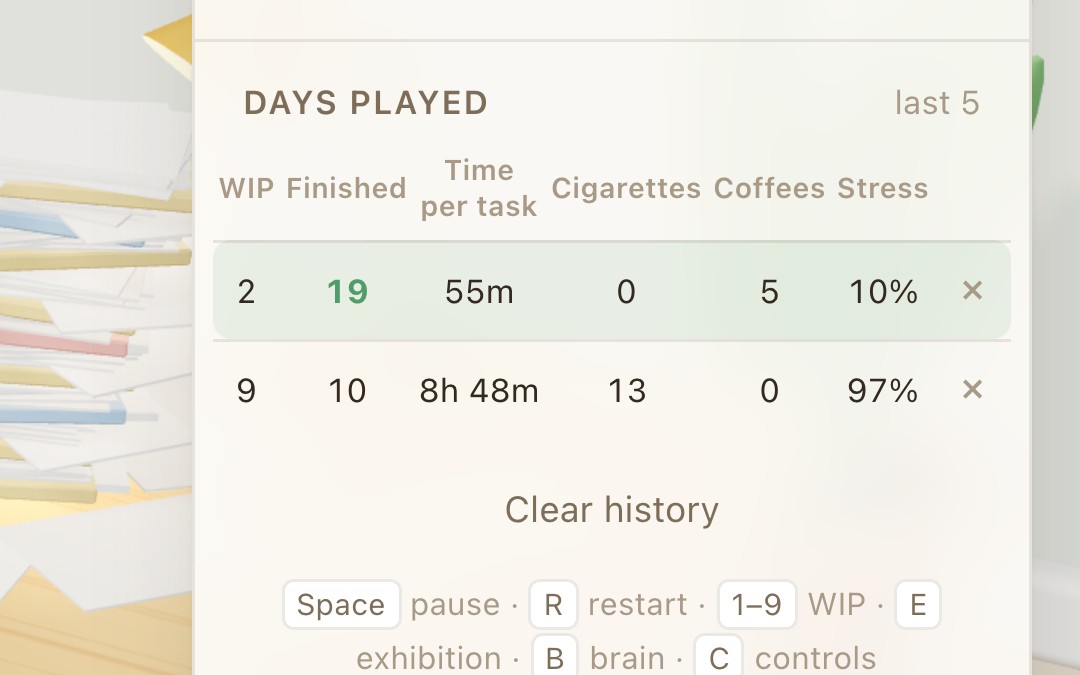 DAYS PLAYED last 5
WIP Finished Time per task Cigarettes Coffees Stress
2 19 55m 0 5 10% ×
9 10 8h 48m 13 0 97% ×
Clear history
Space pause · R restart · 1–9 WIP · E
exhibition · B brain · C controls